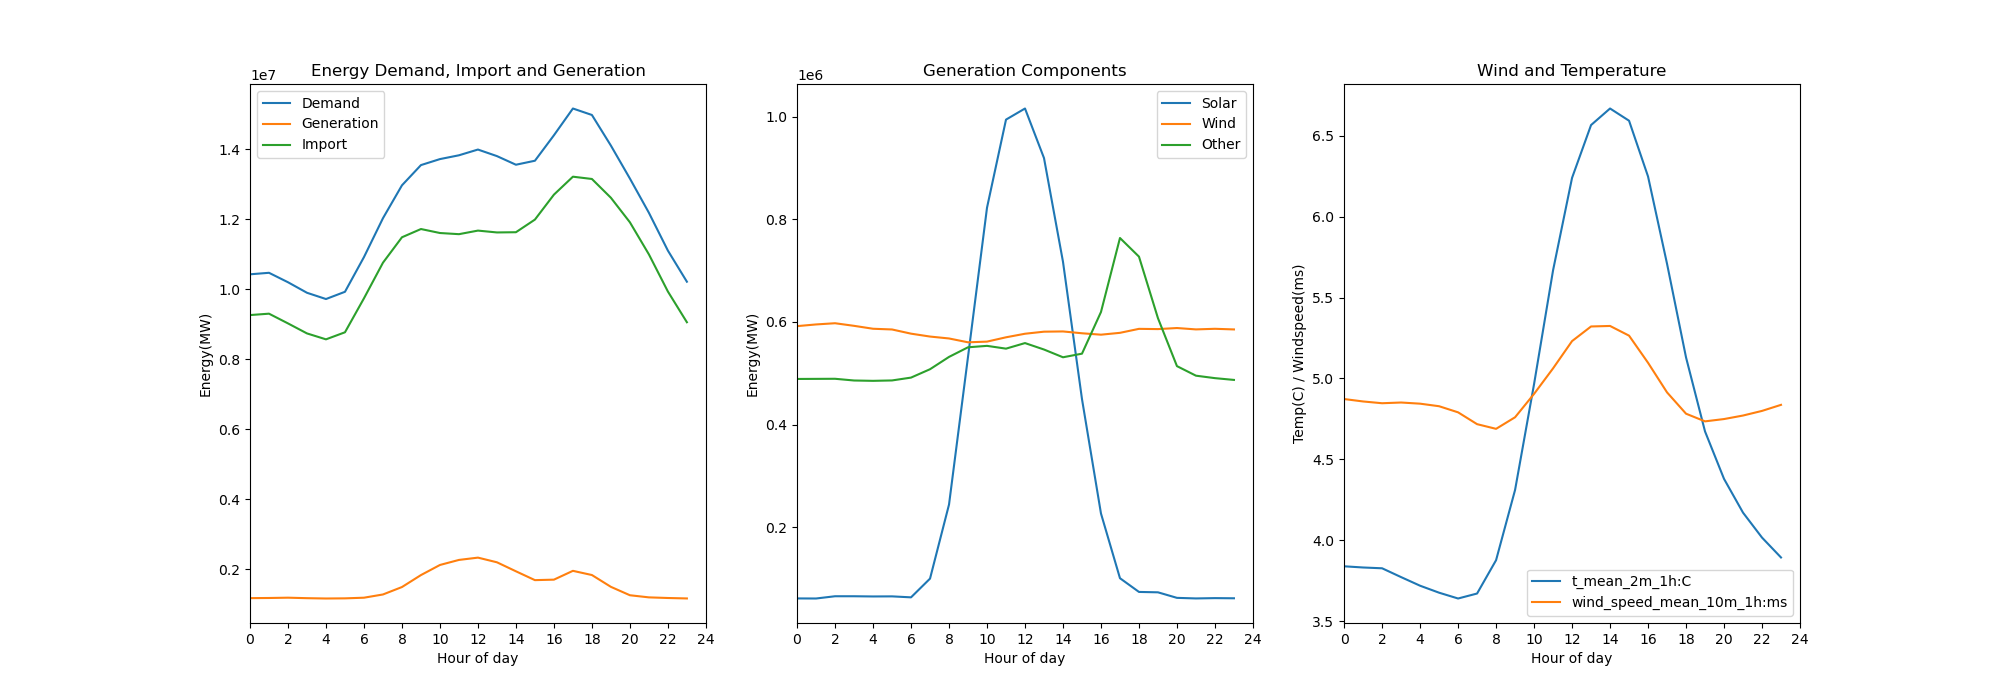 Energy Demand, Import and Generation
1e7
Demand
Generation
Import
1.4
1.2
1.0
0.8
0.6
0.4
0.2
Energy(MW)
0 2 4 6 8 10 12 14 16 18 20 22 24
Hour of day
Generation Components
1e6
Solar
Wind
Other
1.0
0.8
0.6
0.4
0.2
Energy(MW)
0 2 4 6 8 10 12 14 16 18 20 22 24
Hour of day
Wind and Temperature
6.5
6.0
5.5
5.0
4.5
4.0
3.5
Temp(C) / Windspeed(ms)
t_mean_2m_1h:C
wind_speed_mean_10m_1h:ms
0 2 4 6 8 10 12 14 16 18 20 22 24
Hour of day